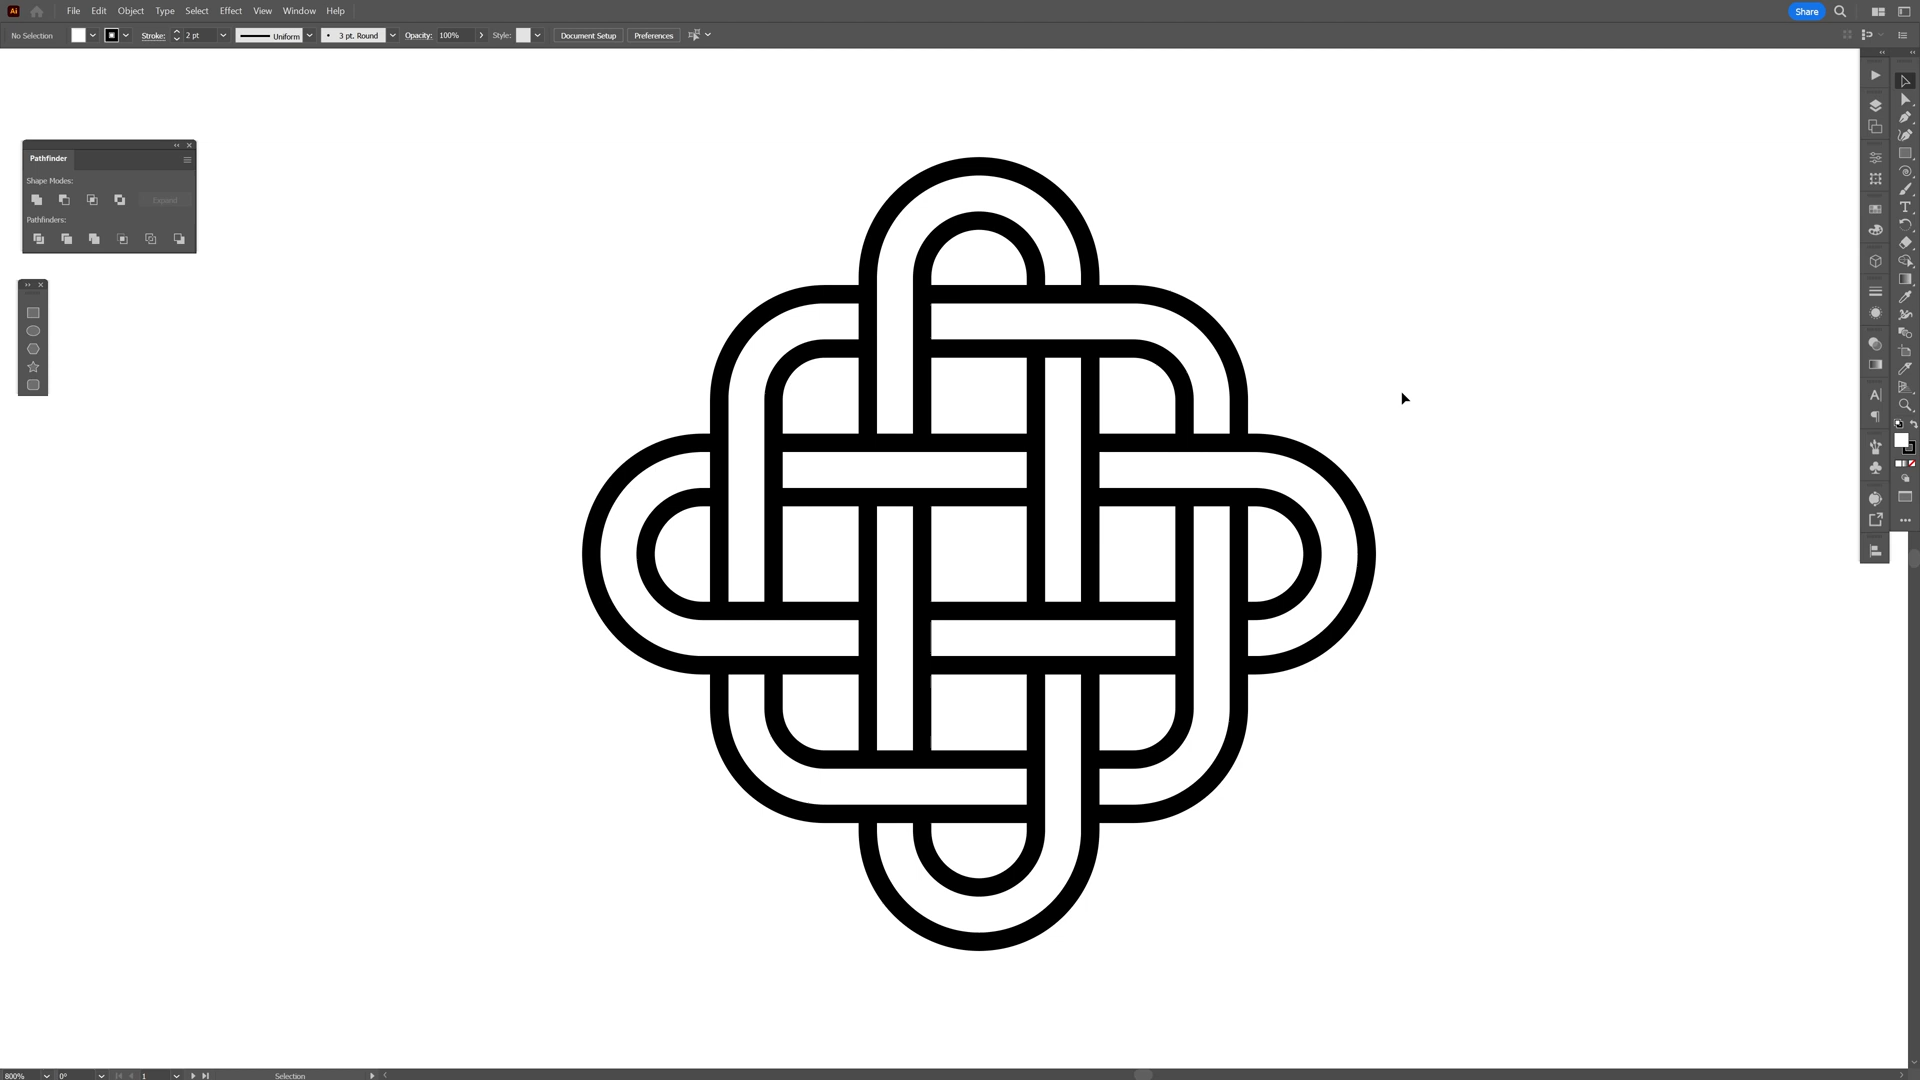 Ai File Edit Object Type Select Effect View Window Help Share
No Selection Stroke: 2 pt Uniform 3 pt. Round Opacity: 100% Style: Document Setup Preferences
Pathfinder
Shape Modes:
Expand
Pathfinders:
800% 0° 1 Selection